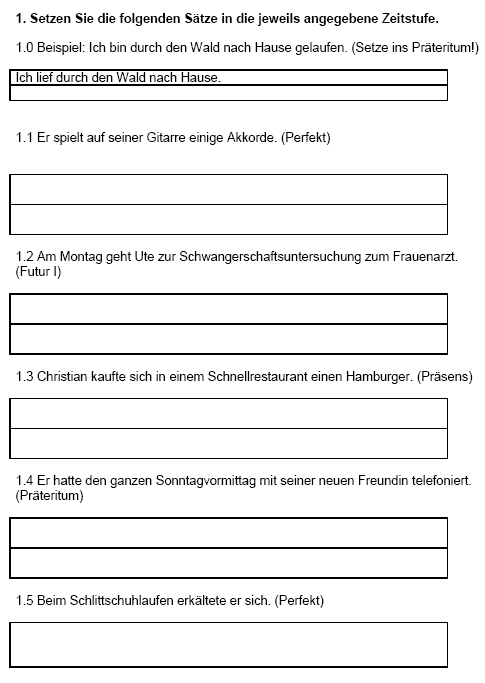 1. Setzen Sie die folgenden Sätze in die jeweils angegebene Zeitstufe.
1.0 Beispiel: Ich bin durch den Wald nach Hause gelaufen. (Setze ins Präteritum!)
Ich lief durch den Wald nach Hause.
1.1 Er spielt auf seiner Gitarre einige Akkorde. (Perfekt)
1.2 Am Montag geht Ute zur Schwangerschaftsuntersuchung zum Frauenarzt.
(Futur I)
1.3 Christian kaufte sich in einem Schnellrestaurant einen Hamburger. (Präsens)
1.4 Er hatte den ganzen Sonntagvormittag mit seiner neuen Freundin telefoniert.
(Präteritum)
1.5 Beim Schlittschuhlaufen erkältete er sich. (Perfekt)